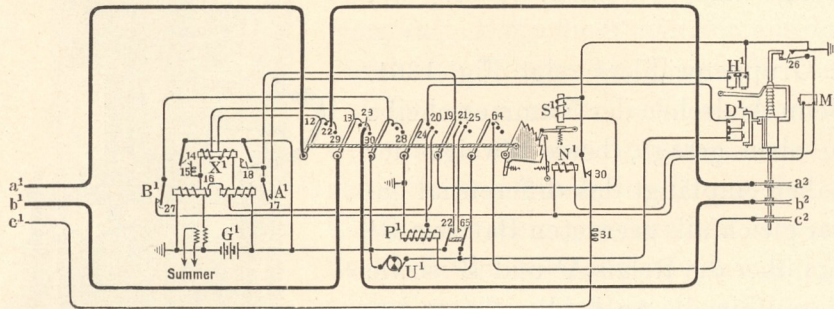 H¹
26
S¹
M
12
22
13
23
20
19
21
25
64
D¹
29
30
28
24
14
15
X¹
18
N¹
16
30
a¹
B¹
A¹
a²
b¹
27
17
b²
c¹
P¹
22
65
c²
G¹
31
U¹
Summer